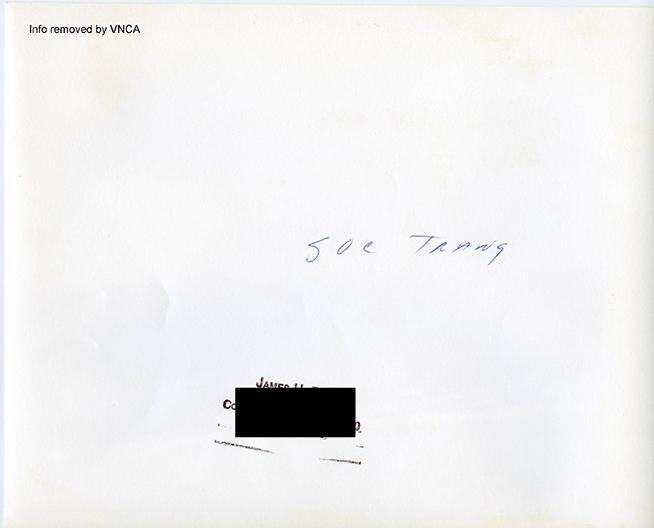 Info removed by VNCA
SOC TRANG
JAMES H.